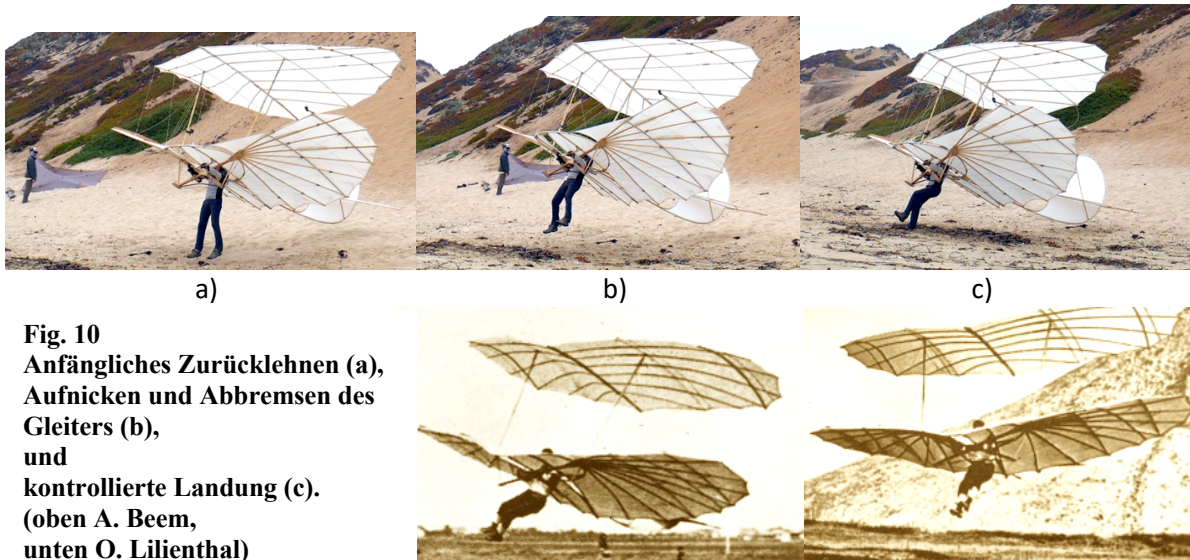 a)
b)
c)
Fig. 10
Anfängliches Zurücklehnen (a),
Aufnicken und Abbremsen des
Gleiters (b),
und
kontrollierte Landung (c).
(oben A. Beem,
unten O. Lilienthal)